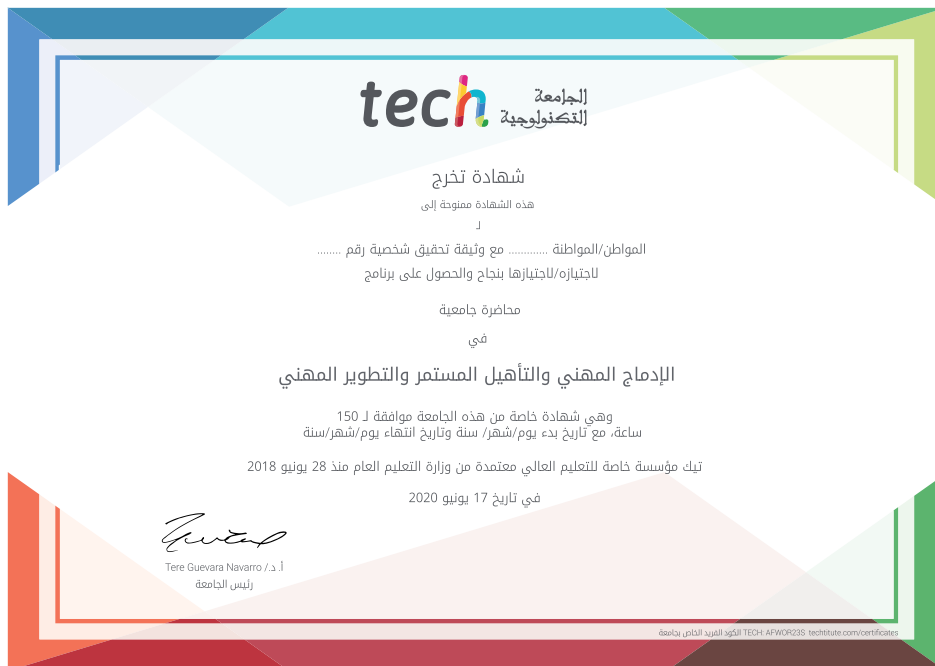 tech الجامعة
التكنولوجية
شهادة تخرج
هذه الشهادة ممنوحة إلى
لـ
المواطن/المواطنة ............. مع وثيقة تحقيق شخصية رقم ........
لاجتيازه/لاجتيازها بنجاح والحصول على برنامج
محاضرة جامعية
في
الإدماج المهني والتأهيل المستمر والتطوير المهني
وهي شهادة خاصة من هذه الجامعة موافقة لـ 150
ساعة، مع تاريخ بدء يوم/شهر/ سنة وتاريخ انتهاء يوم/شهر/سنة
تيك مؤسسة خاصة للتعليم العالي معتمدة من وزارة التعليم العام منذ 28 يونيو 2018
في تاريخ 17 يونيو 2020
أ. د./ Tere Guevara Navarro
رئيس الجامعة
الكود الفريد الخاص بجامعة TECH: AFWOR23S techtitute.com/certificates